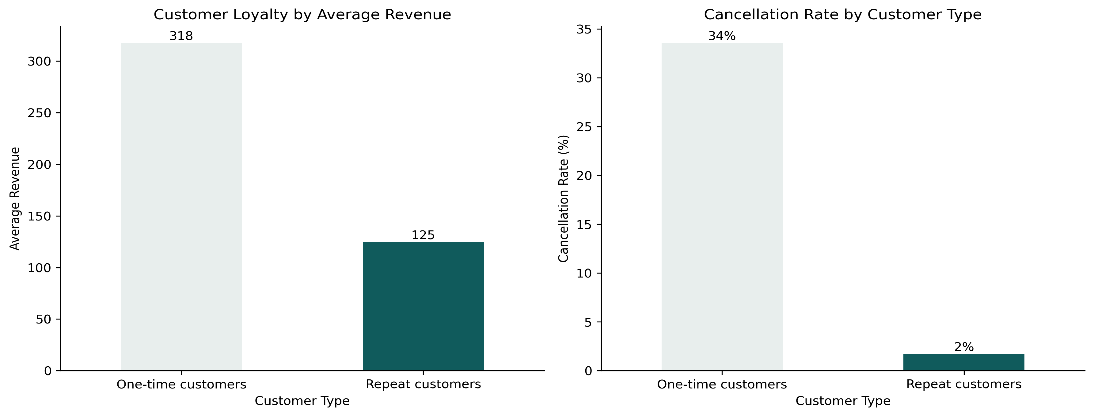 Customer Loyalty by Average Revenue
318
300
250
200
150
100
50
0
Average Revenue
125
One-time customers
Repeat customers
Customer Type
Cancellation Rate by Customer Type
35
30
25
20
15
10
5
0
Cancellation Rate (%)
34%
2%
One-time customers
Repeat customers
Customer Type